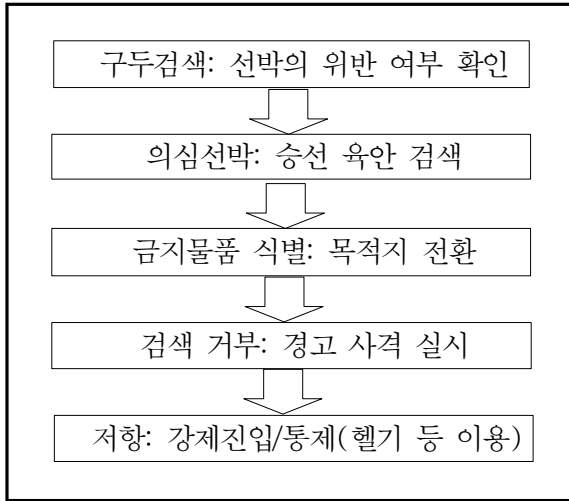 구두검색: 선박의 위반 여부 확인
의심선박: 승선 육안 검색
금지물품 식별: 목적지 전환
검색 거부: 경고 사격 실시
저항: 강제진입/통제(헬기 등 이용)